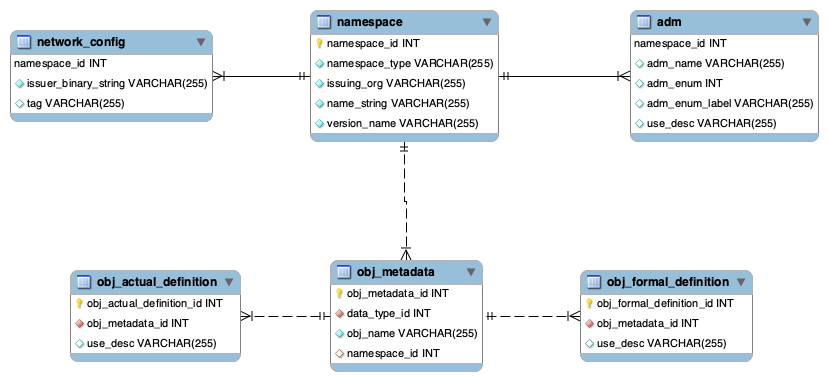 network_config
namespace_id INT
issuer_binary_string VARCHAR(255)
tag VARCHAR(255)
namespace
namespace_id INT
namespace_type VARCHAR(255)
issuing_org VARCHAR(255)
name_string VARCHAR(255)
version_name VARCHAR(255)
adm
namespace_id INT
adm_name VARCHAR(255)
adm_enum INT
adm_enum_label VARCHAR(255)
use_desc VARCHAR(255)
obj_actual_definition
obj_actual_definition_id INT
obj_metadata_id INT
use_desc VARCHAR(255)
obj_metadata
obj_metadata_id INT
data_type_id INT
obj_name VARCHAR(255)
namespace_id INT
obj_formal_definition
obj_formal_definition_id INT
obj_metadata_id INT
use_desc VARCHAR(255)